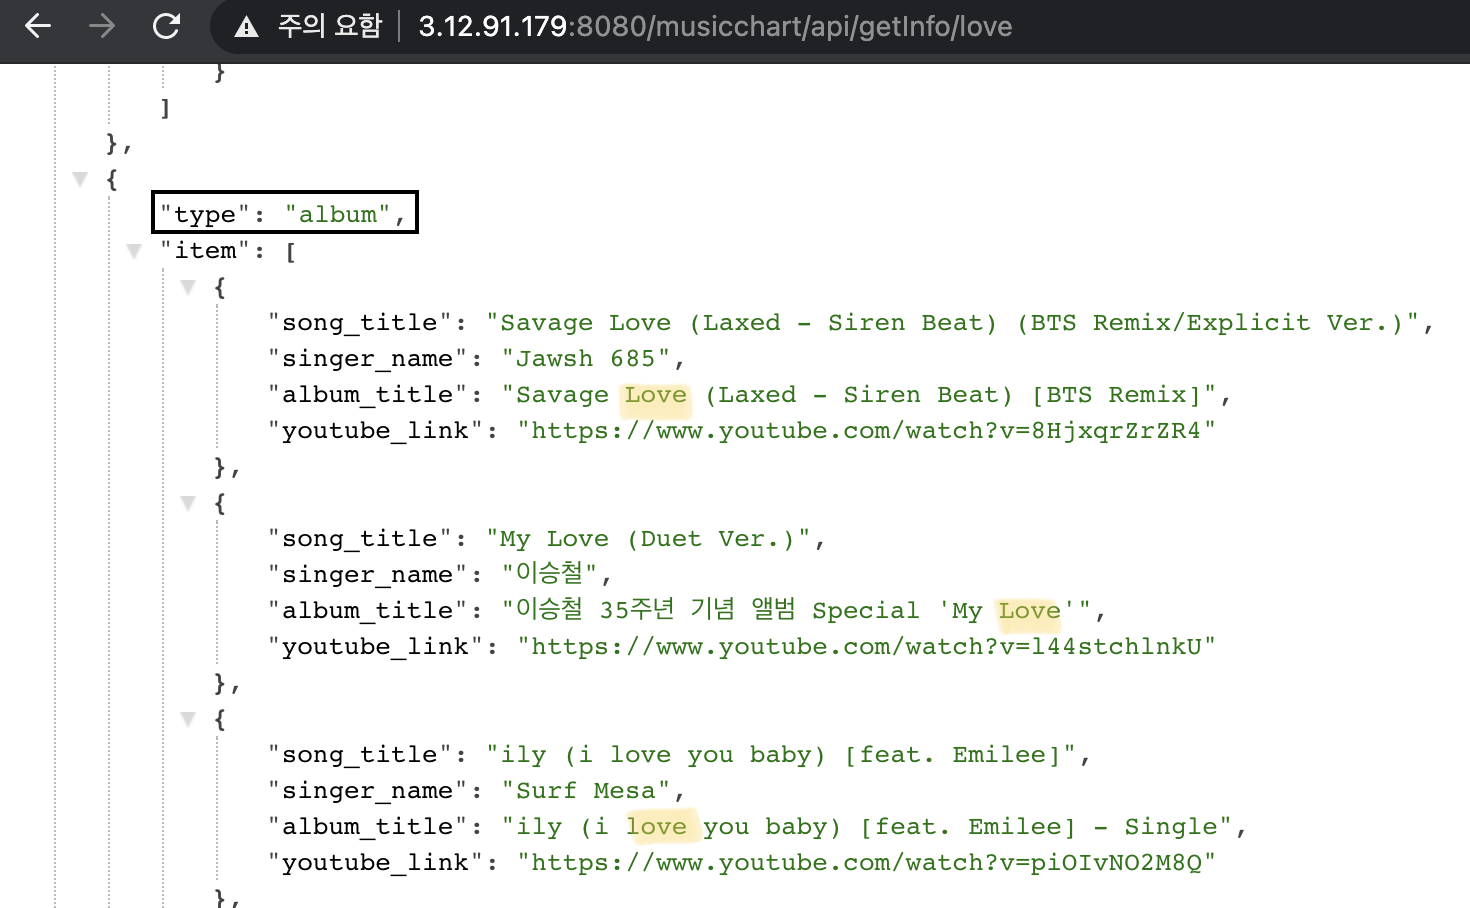 주의 요함 3.12.91.179:8080/musicchart/api/getInfo/love
}
]
},
{
"type": "album",
"item": [
{
"song_title": "Savage Love (Laxed - Siren Beat) (BTS Remix/Explicit Ver.)",
"singer_name": "Jawsh 685",
"album_title": "Savage Love (Laxed - Siren Beat) [BTS Remix]",
"youtube_link": "https://www.youtube.com/watch?v=8HjxqrZrZR4"
},
{
"song_title": "My Love (Duet Ver.)",
"singer_name": "이승철",
"album_title": "이승철 35주년 기념 앨범 Special 'My Love'",
"youtube_link": "https://www.youtube.com/watch?v=l44stchlnkU"
},
{
"song_title": "ily (i love you baby) [feat. Emilee]",
"singer_name": "Surf Mesa",
"album_title": "ily (i love you baby) [feat. Emilee] - Single",
"youtube_link": "https://www.youtube.com/watch?v=piOIvNO2M8Q"
},